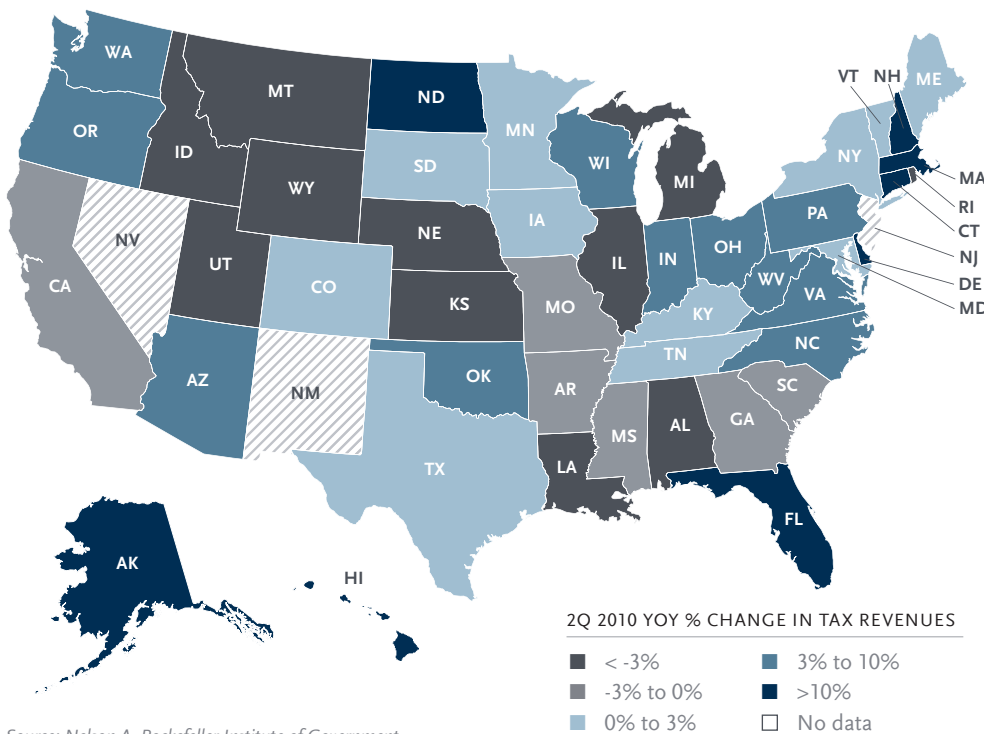 WA
MT
ND
MN
VT NH ME
OR
ID
SD
WI
NY
MA
WY
MI
RI
IA
PA
CT
NV
NE
NJ
UT
IL
IN
OH
DE
CA
CO
WV
VA
MD
KS
MO
KY
NC
TN
AZ
OK
NM
AR
SC
GA
MS
AL
TX
LA
FL
AK
HI
2Q 2010 YOY % CHANGE IN TAX REVENUES
< -3%
3% to 10%
-3% to 0%
>10%
0% to 3%
No data